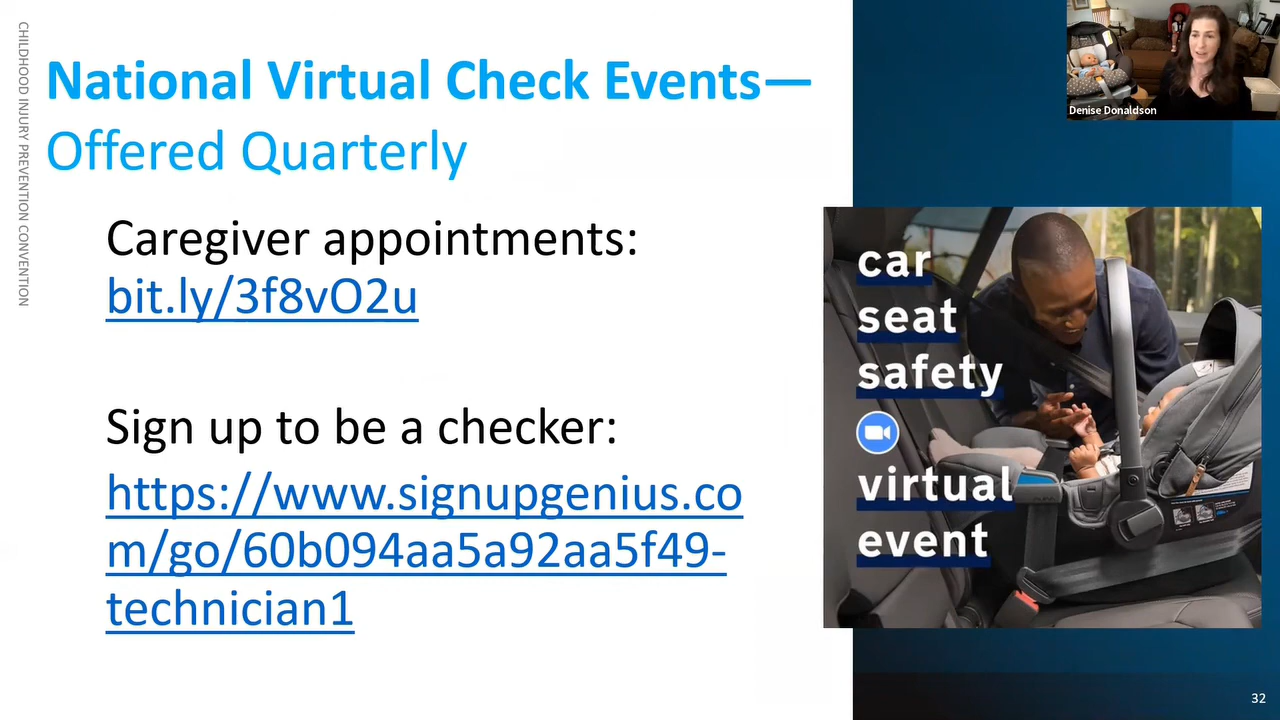 CHILDHOOD INJURY PREVENTION CONVENTION
National Virtual Check Events—
Offered Quarterly
Caregiver appointments:
bit.ly/3f8vO2u
Sign up to be a checker:
https://www.signupgenius.co
m/go/60b094aa5a92aa5f49-
technician1
Denise Donaldson
car
seat
safety
virtual
event
32